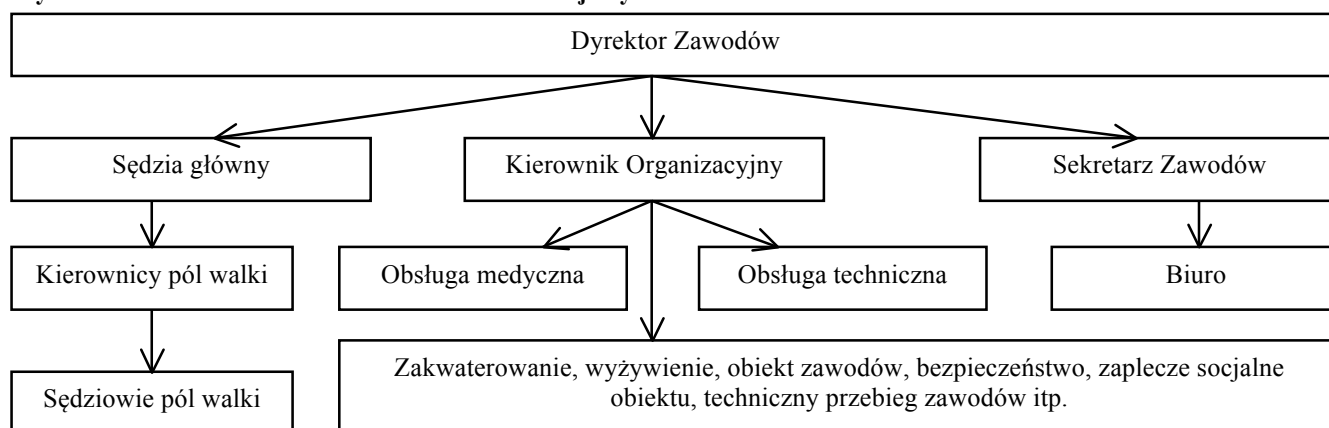 Dyrektor Zawodów
Sędzia główny
Kierownik Organizacyjny
Sekretarz Zawodów
Kierownicy pól walki
Obsługa medyczna
Obsługa techniczna
Biuro
Sędziowie pól walki
Zakwaterowanie, wyżywienie, obiekt zawodów, bezpieczeństwo, zaplecze socjalne
obiektu, techniczny przebieg zawodów itp.